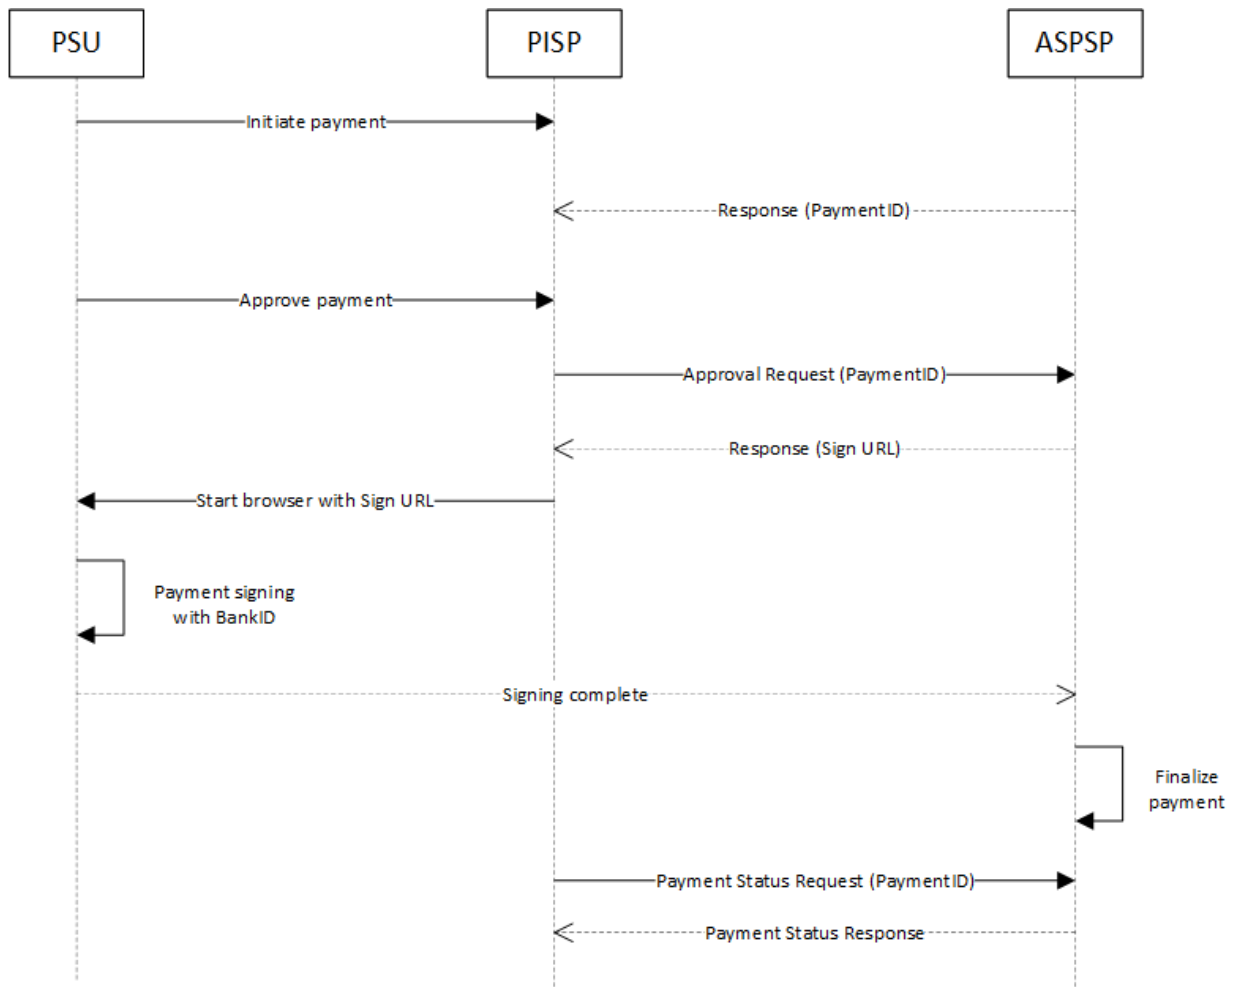 PSU
PISP
ASPSP
Initiate payment
Response (PaymentID)
Approve payment
Approval Request (PaymentID)
Response (Sign URL)
Start browser with Sign URL
Payment signing
with BankID
Signing complete
Finalize
payment
Payment Status Request (PaymentID)
Payment Status Response